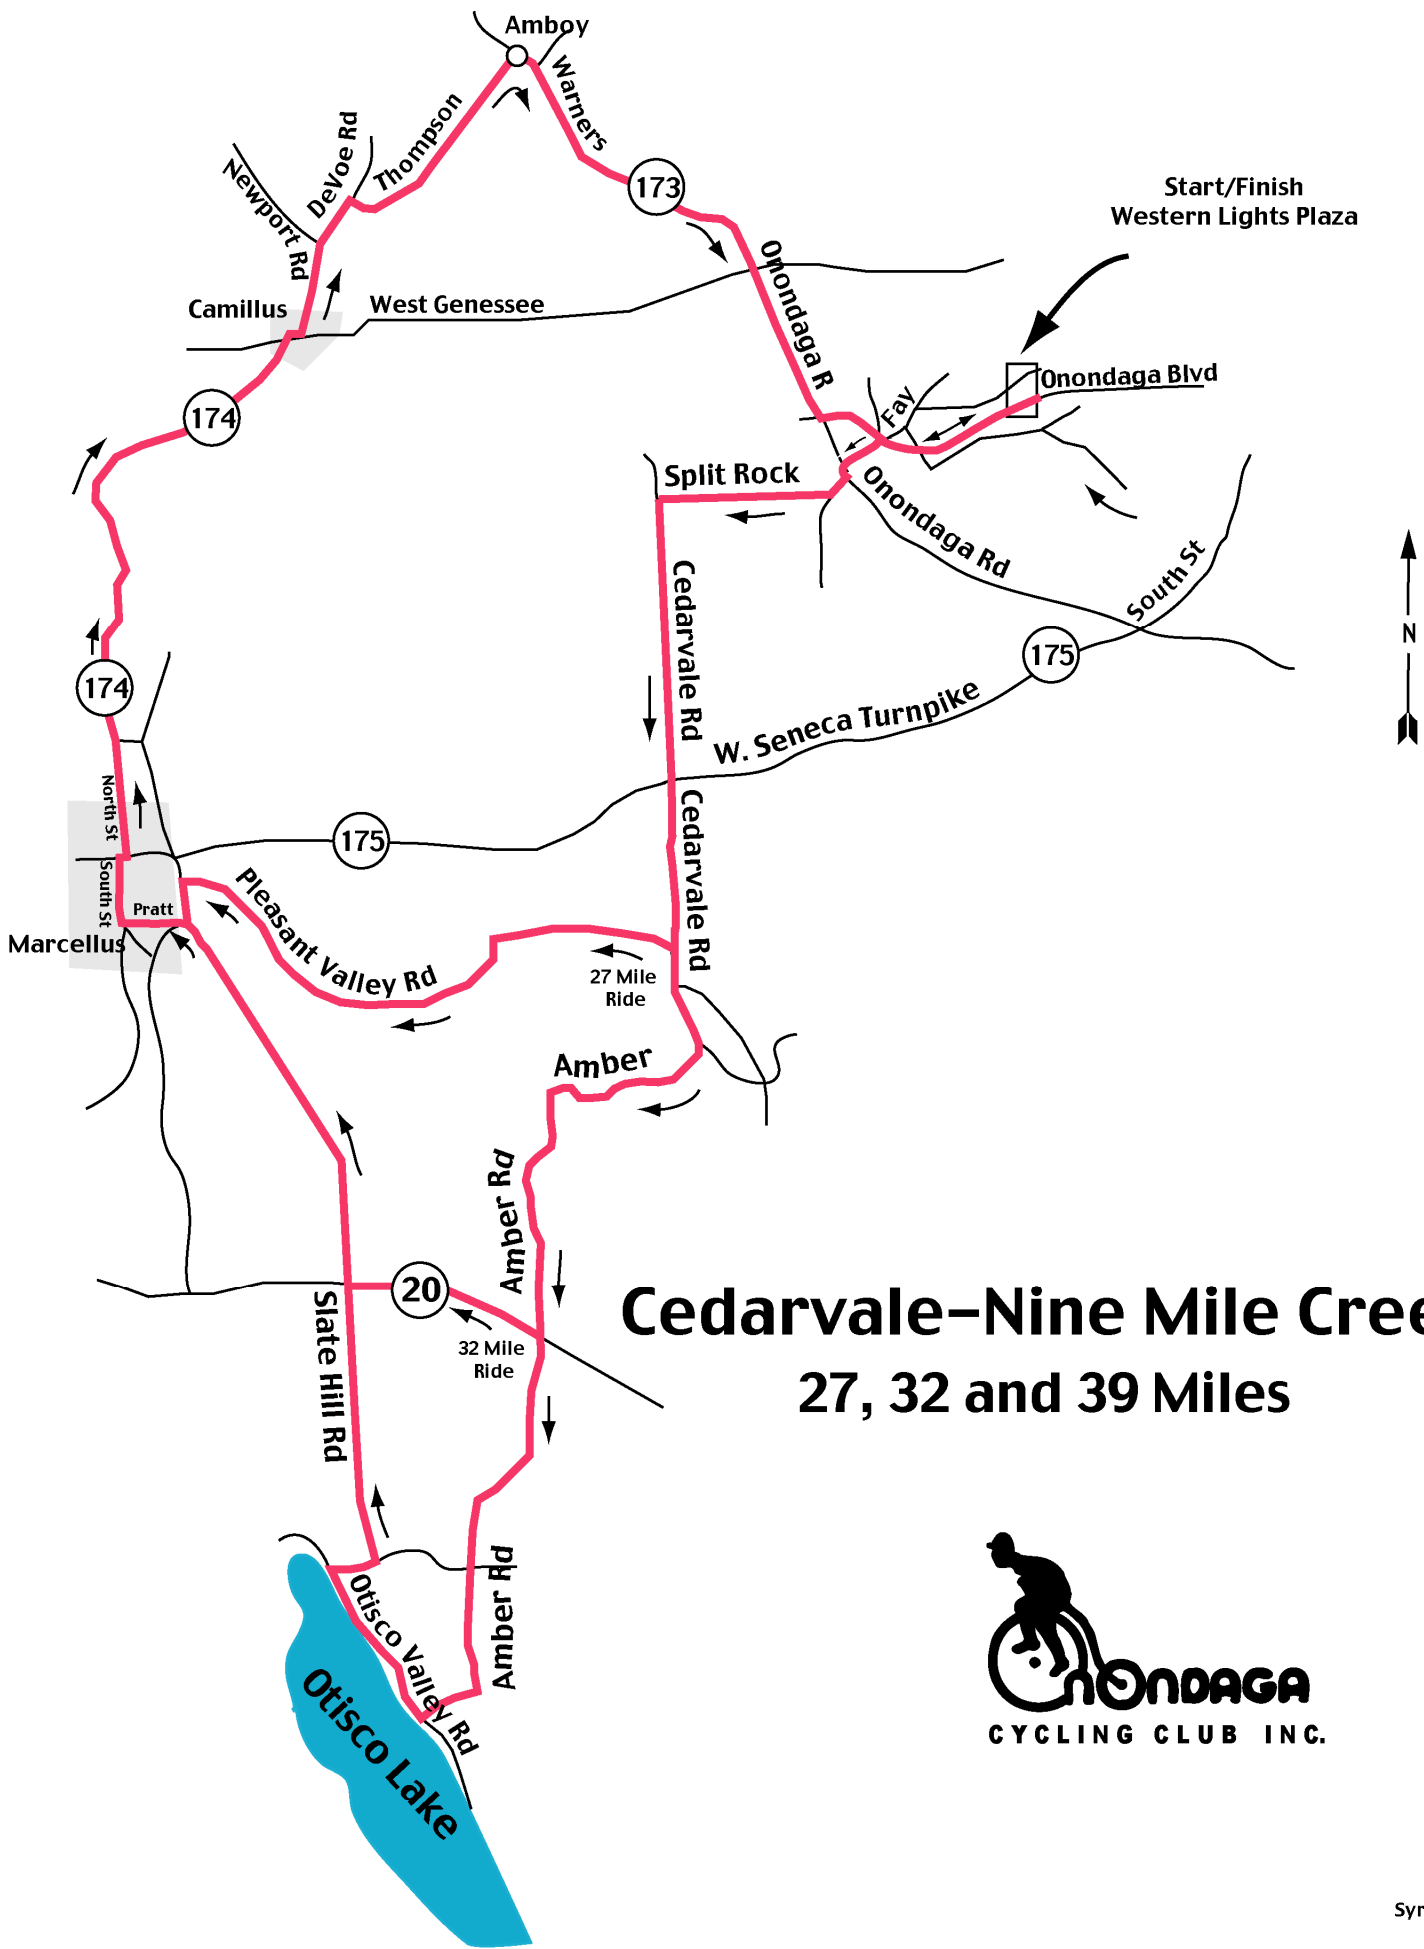 Amboy
Warners
Thompson
DeVoe Rd
Newport Rd
173
Start/Finish
Western Lights Plaza
Onondaga R
Camillus
West Genessee
Onondaga Blvd
Fay
174
Split Rock
Onondaga Rd
South St
Cedarvale Rd
N
175
174
W. Seneca Turnpike
North St
Cedarvale Rd
175
South St
Pratt
Pleasant Valley Rd
Marcellus
27 Mile
Ride
Amber
Amber Rd
20
32 Mile
Ride
Slate Hill Rd
Cedarvale–Nine Mile Cree
27, 32 and 39 Miles
Amber Rd
Otisco Valley Rd
Otisco Lake
OnONDAGA
CYCLING CLUB INC.